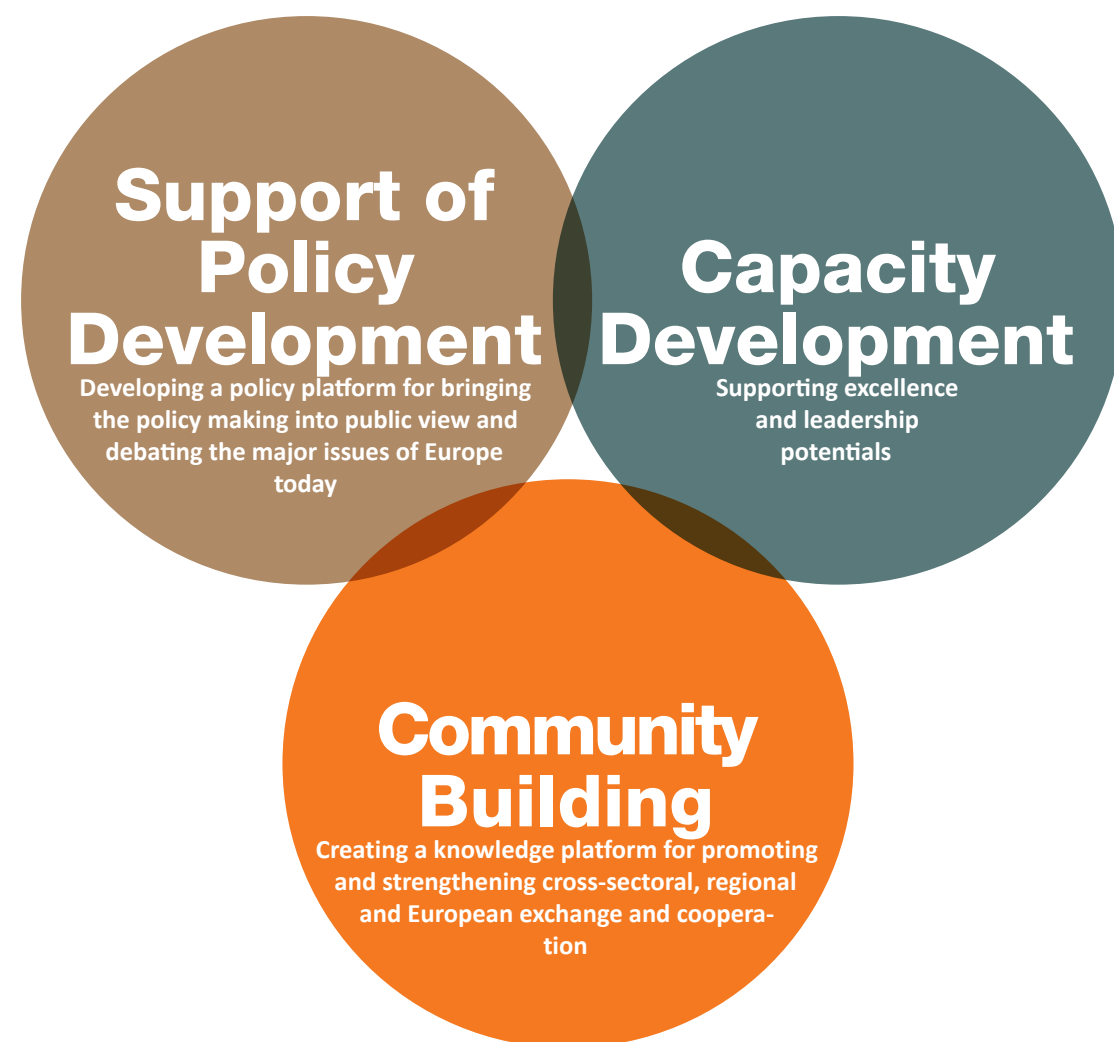 Support of
Policy
Development
Developing a policy platform for bringing
the policy making into public view and
debating the major issues of Europe
today
Capacity
Development
Supporting excellence
and leadership
potentials
Community
Building
Creating a knowledge platform for promoting
and strengthening cross-sectoral, regional
and European exchange and coopera-
tion